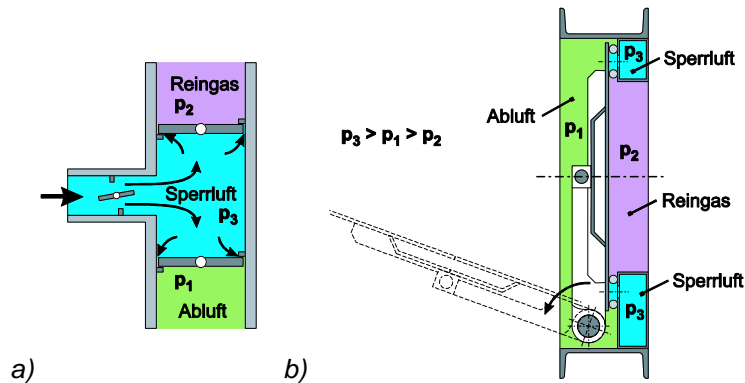 Reingas
p2
Sperrluft
p3
p1
Abluft
a)
p3 > p1 > p2
Abluft
p1
p3
Sperrluft
p2
Reingas
Sperrluft
p3
b)